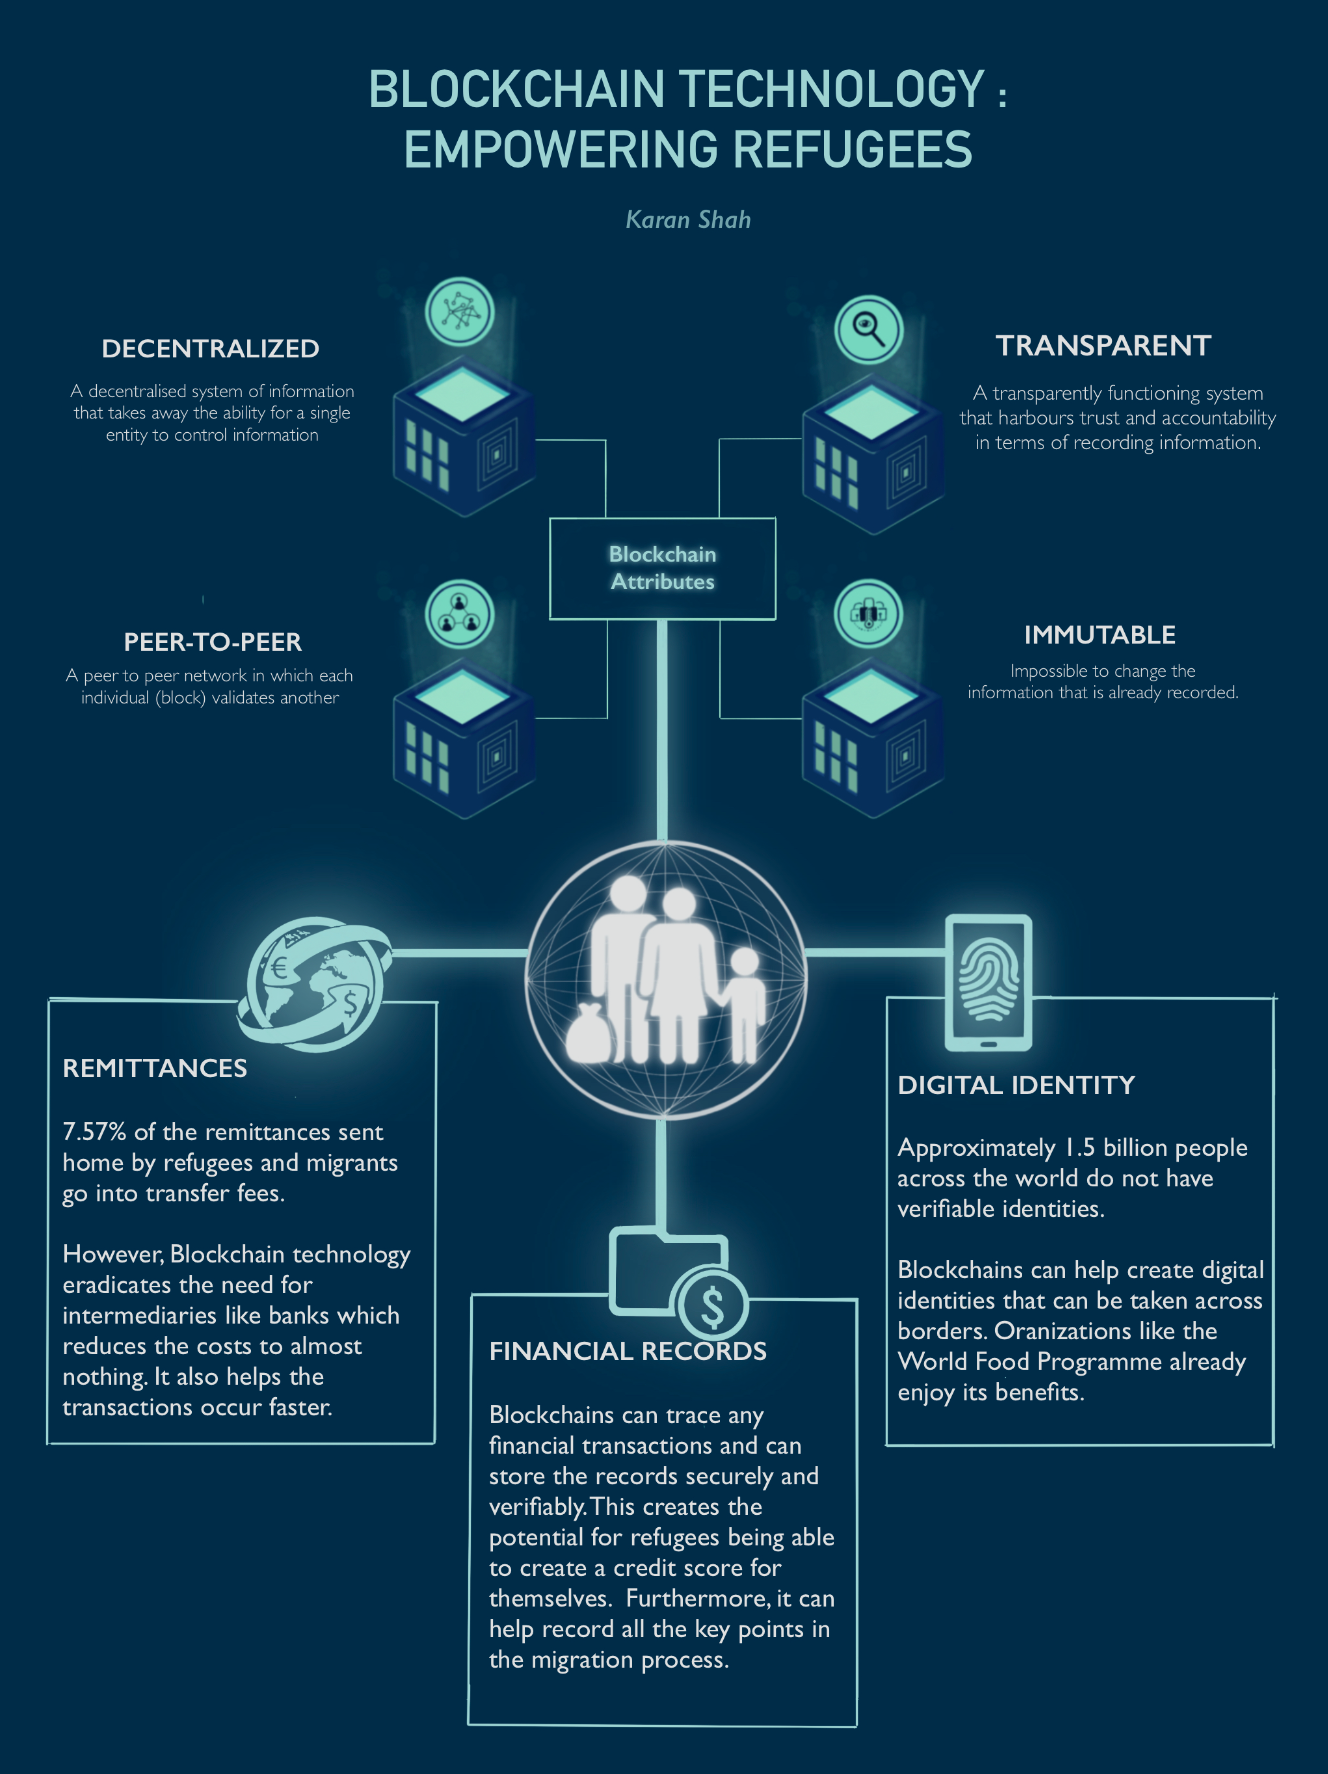 BLOCKCHAIN TECHNOLOGY :
EMPOWERING REFUGEES
Karan Shah
DECENTRALIZED
A decentralised system of information
that takes away the ability for a single
entity to control information
TRANSPARENT
A transparently functioning system
that harbours trust and accountability
in terms of recording information.
Blockchain
Attributes
PEER-TO-PEER
A peer to peer network in which each
individual (block) validates another
IMMUTABLE
Impossible to change the
information that is already recorded.
€
$
REMITTANCES
7.57% of the remittances sent
home by refugees and migrants
go into transfer fees.
However, Blockchain technology
eradicates the need for
intermediaries like banks which
reduces the costs to almost
nothing. It also helps the
transactions occur faster.
$
FINANCIAL RECORDS
Blockchains can trace any
financial transactions and can
store the records securely and
verifiably. This creates the
potential for refugees being able
to create a credit score for
themselves.  Furthermore, it can
help record all the key points in
the migration process.
DIGITAL IDENTITY
Approximately 1.5 billion people
across the world do not have
verifiable identities.
Blockchains can help create digital
identities that can be taken across
borders. Oranizations like the
World Food Programme already
enjoy its benefits.